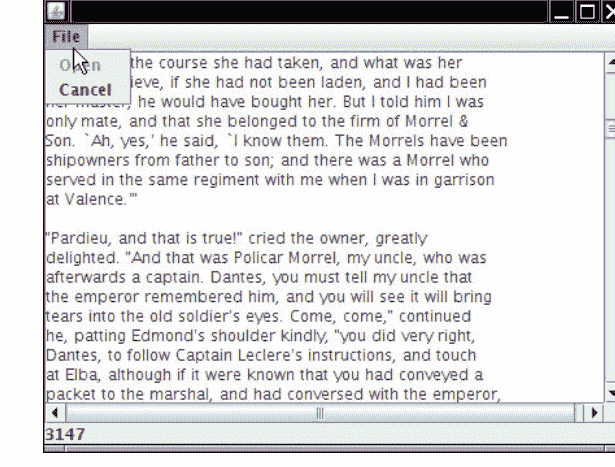 File
Open
Cancel
the course she had taken, and what was her
ieve, if she had not been laden, and I had been
her master, he would have bought her. But I told him I was
only mate, and that she belonged to the firm of Morrel &
Son. `Ah, yes,' he said, `I know them. The Morrels have been
shipowners from father to son; and there was a Morrel who
served in the same regiment with me when I was in garrison
at Valence.'"
"Pardieu, and that is true!" cried the owner, greatly
delighted. "And that was Policar Morrel, my uncle, who was
afterwards a captain. Dantes, you must tell my uncle that
the emperor remembered him, and you will see it will bring
tears into the old soldier's eyes. Come, come," continued
he, patting Edmond's shoulder kindly, "you did very right,
Dantes, to follow Captain Leclere's instructions, and touch
at Elba, although if it were known that you had conveyed a
packet to the marshal, and had conversed with the emperor,
3147